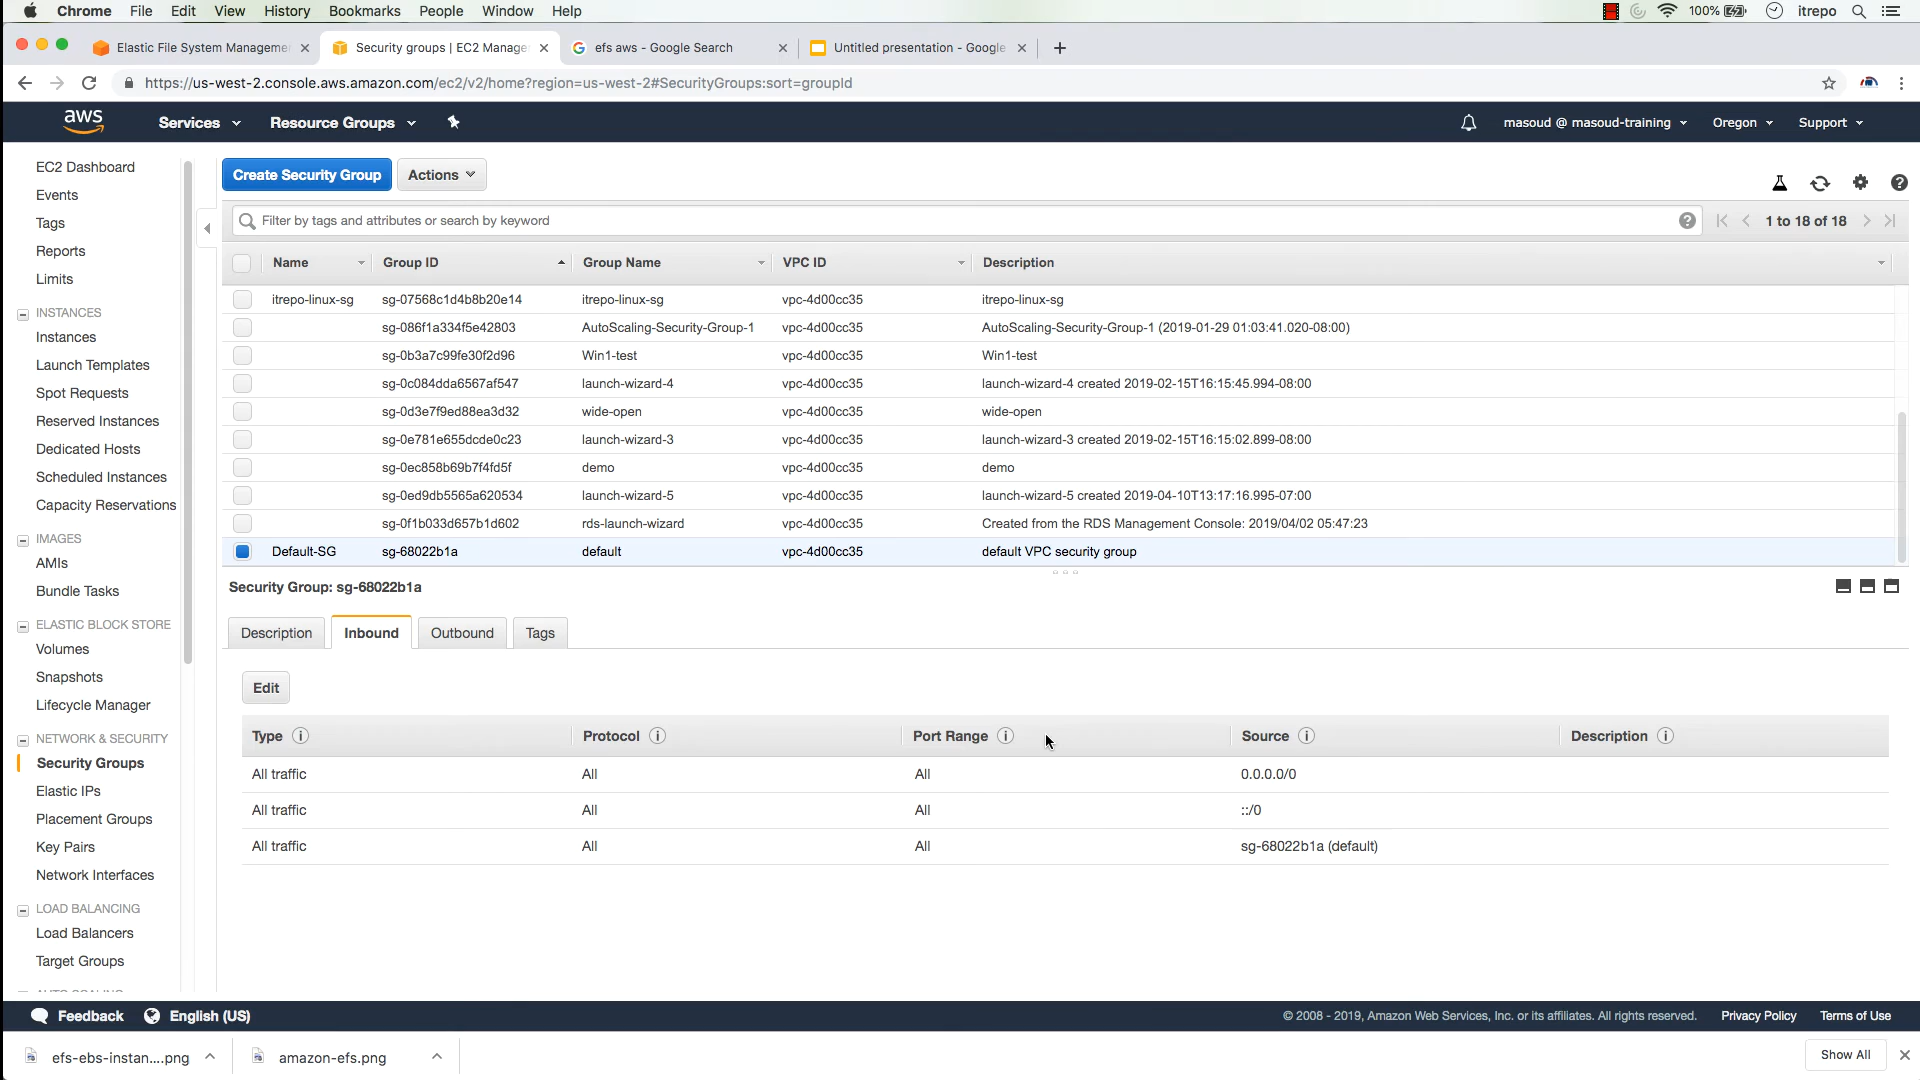 Chrome File Edit View History Bookmarks People Window Help 100% itrepo
Elastic File System Manageme Security groups | EC2 Manage efs aws - Google Search Untitled presentation - Google
https://us-west-2.console.aws.amazon.com/ec2/v2/home?region=us-west-2#SecurityGroups:sort=groupId
aws Services Resource Groups masoud @ masoud-training Oregon Support
EC2 Dashboard
Events
Tags
Reports
Limits
INSTANCES
Instances
Launch Templates
Spot Requests
Reserved Instances
Dedicated Hosts
Scheduled Instances
Capacity Reservations
IMAGES
AMIs
Bundle Tasks
ELASTIC BLOCK STORE
Volumes
Snapshots
Lifecycle Manager
NETWORK & SECURITY
Security Groups
Elastic IPs
Placement Groups
Key Pairs
Network Interfaces
LOAD BALANCING
Load Balancers
Target Groups
Create Security Group Actions
Filter by tags and attributes or search by keyword 1 to 18 of 18
Name Group ID Group Name VPC ID Description
itrepo-linux-sg sg-07568c1d4b8b20e14 itrepo-linux-sg vpc-4d00cc35 itrepo-linux-sg
sg-086f1a334f5e42803 AutoScaling-Security-Group-1 vpc-4d00cc35 AutoScaling-Security-Group-1 (2019-01-29 01:03:41.020-08:00)
sg-0b3a7c99fe30f2d96 Win1-test vpc-4d00cc35 Win1-test
sg-0c084dda6567af547 launch-wizard-4 vpc-4d00cc35 launch-wizard-4 created 2019-02-15T16:15:45.994-08:00
sg-0d3e7f9ed88ea3d32 wide-open vpc-4d00cc35 wide-open
sg-0e781e655dcde0c23 launch-wizard-3 vpc-4d00cc35 launch-wizard-3 created 2019-02-15T16:15:02.899-08:00
sg-0ec858b69b7f4fd5f demo vpc-4d00cc35 demo
sg-0ed9db5565a620534 launch-wizard-5 vpc-4d00cc35 launch-wizard-5 created 2019-04-10T13:17:16.995-07:00
sg-0f1b033d657b1d602 rds-launch-wizard vpc-4d00cc35 Created from the RDS Management Console: 2019/04/02 05:47:23
Default-SG sg-68022b1a default vpc-4d00cc35 default VPC security group
Security Group: sg-68022b1a
Description Inbound Outbound Tags
Edit
Type Protocol Port Range Source Description
All traffic All All 0.0.0.0/0
All traffic All All ::/0
All traffic All All sg-68022b1a (default)
Feedback English (US) © 2008 - 2019, Amazon Web Services, Inc. or its affiliates. All rights reserved. Privacy Policy Terms of Use
efs-ebs-instan....png amazon-efs.png Show All